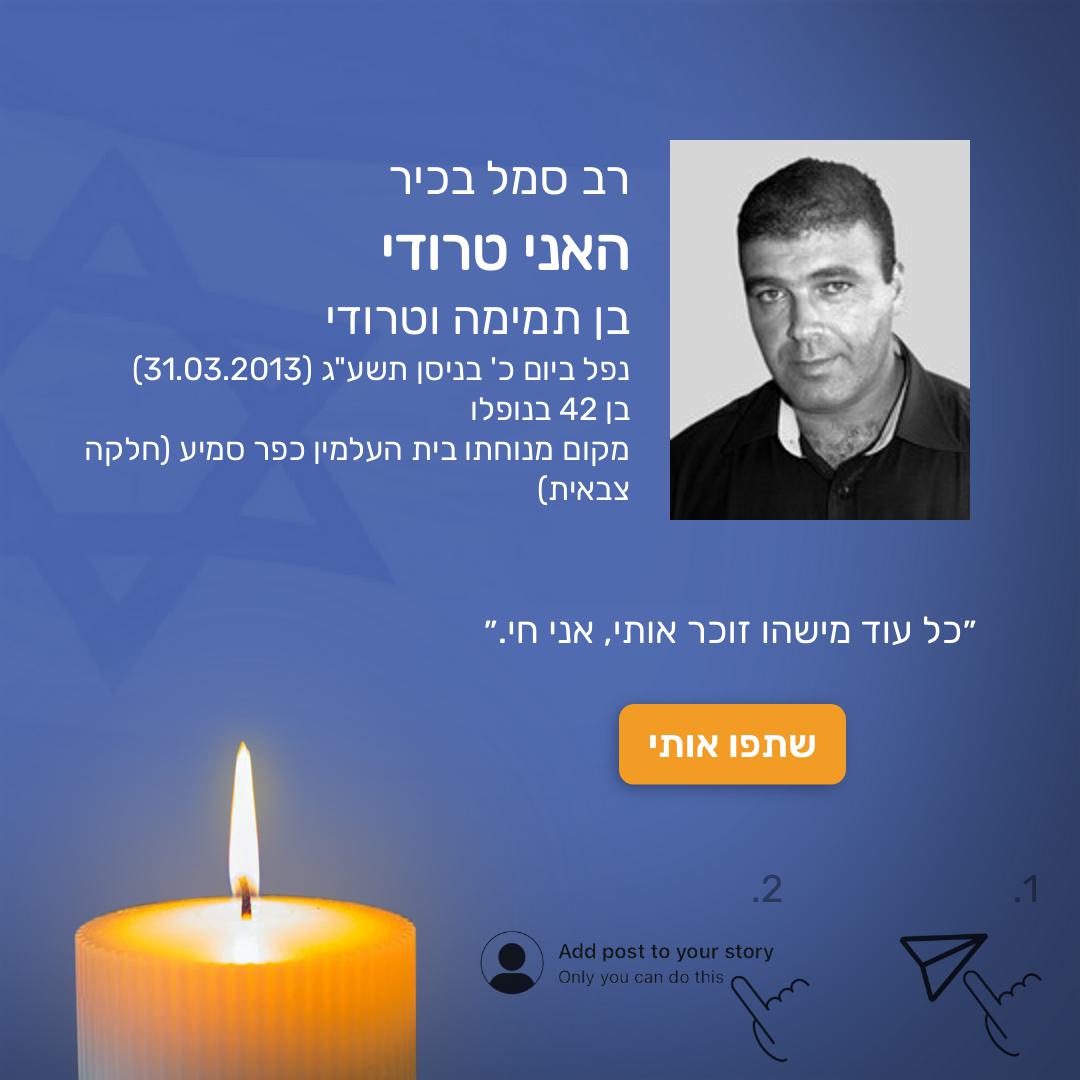 רב סמל בכיר
האני טרודי
בן תמימה וטרודי
נפל ביום כ' בניסן תשע"ג (31.03.2013)
בן 42 בנופלו
מקום מנוחתו בית העלמין כפר סמיע (חלקה
צבאית)
״כל עוד מישהו זוכר אותי, אני חי.״
שתפו אותי
1.
2.
Add post to your story
Only you can do this